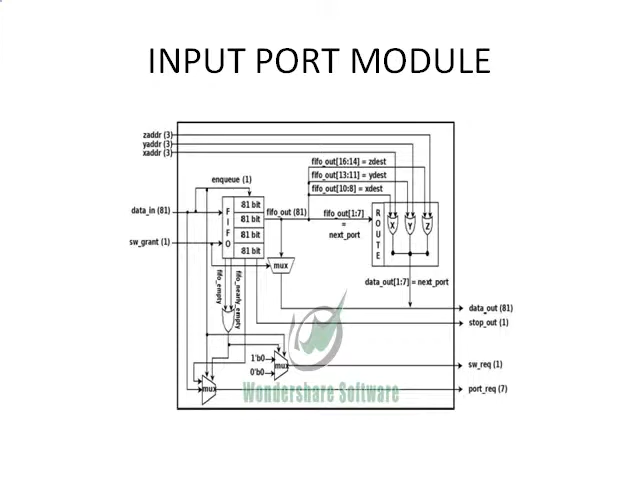 INPUT PORT MODULE
zaddr (3)
yaddr (3)
xaddr (3)
fifo_out[16:14] = zdest
fifo_out[13:11] = ydest
fifo_out[10:8] = xdest
enqueue (1)
data_in (81)
sw_grant (1)
FIFO
81 bit
81 bit
81 bit
81 bit
fifo_out (81)
fifo_out[1:7]
=
next_port
ROUTE
X
Y
Z
mux
fifo_empty
fifo_nearly_empty
data_out[1:7] = next_port
data_out (81)
stop_out (1)
1'b0
0'b0
mux
sw_req (1)
mux
port_req (7)
Wondershare Software